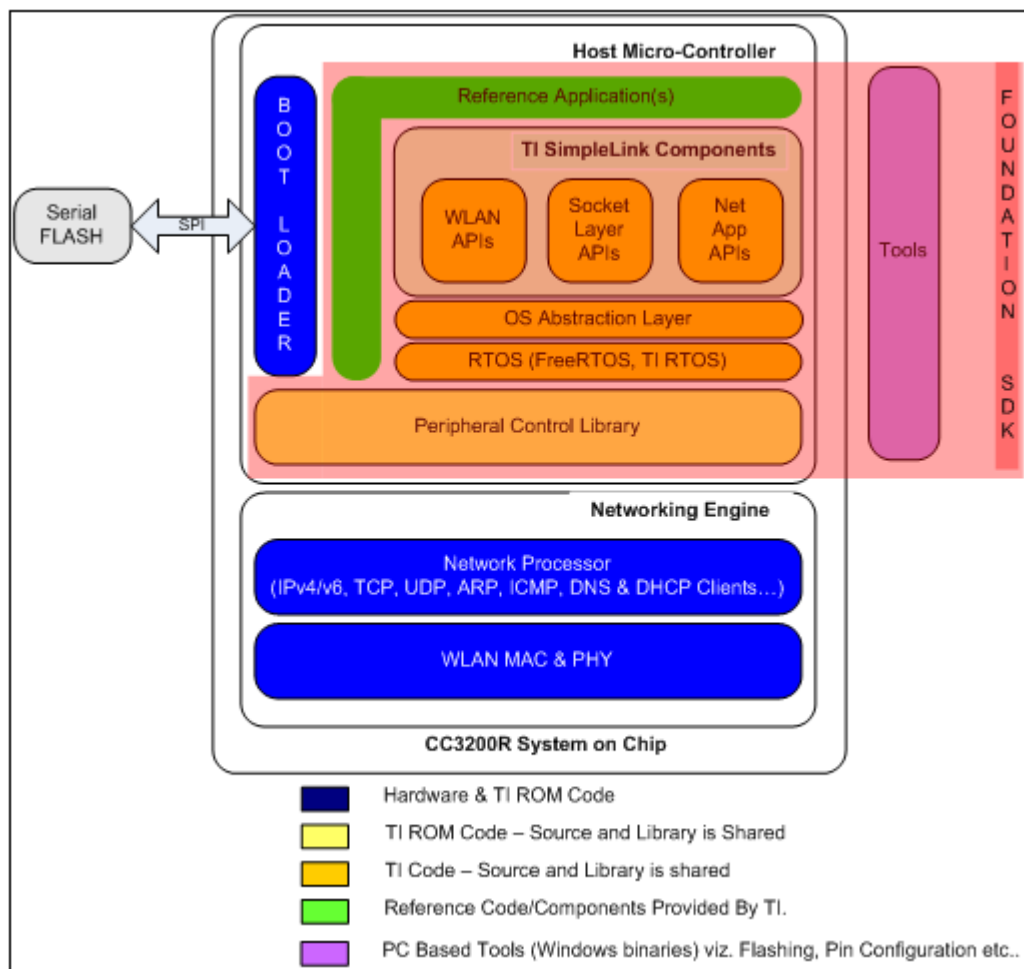 Host Micro-Controller
BOOT LOADER
Reference Application(s)
TI SimpleLink Components
WLAN
APIs
Socket
Layer
APIs
Net
App
APIs
OS Abstraction Layer
RTOS (FreeRTOS, TI RTOS)
Peripheral Control Library
Serial
FLASH
SPI
Tools
FOUNDATION SDK
Networking Engine
Network Processor
(IPv4/v6, TCP, UDP, ARP, ICMP, DNS & DHCP Clients…)
WLAN MAC & PHY
CC3200R System on Chip
Hardware & TI ROM Code
TI ROM Code – Source and Library is Shared
TI Code – Source and Library is shared
Reference Code/Components Provided By TI.
PC Based Tools (Windows binaries) viz. Flashing, Pin Configuration etc..